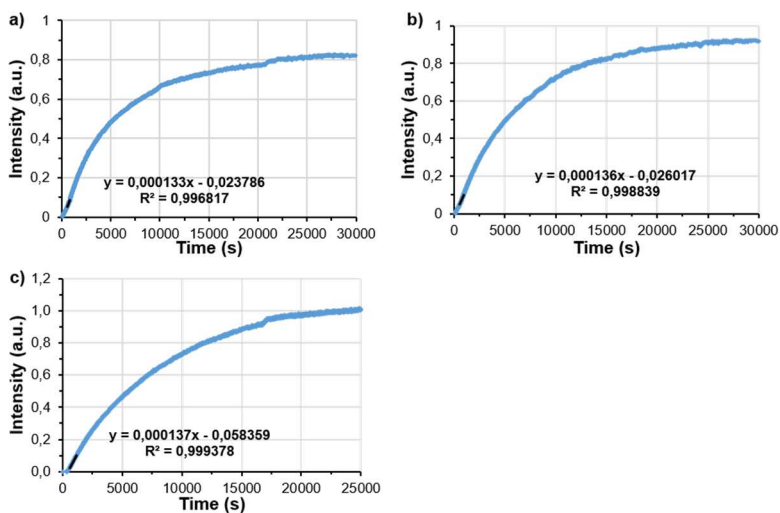 a)
1
0,8
0,6
0,4
0,2
0
Intensity (a.u.)
y = 0,000133x - 0,023786
R² = 0,996817
0 5000 10000 15000 20000 25000 30000
Time (s)
b)
1
0,8
0,6
0,4
0,2
0
Intensity (a.u.)
y = 0,000136x - 0,026017
R² = 0,998839
0 5000 10000 15000 20000 25000 30000
Time (s)
c)
1,2
1,0
0,8
0,6
0,4
0,2
0,0
Intensity (a.u.)
y = 0,000137x - 0,058359
R² = 0,999378
0 5000 10000 15000 20000 25000
Time (s)